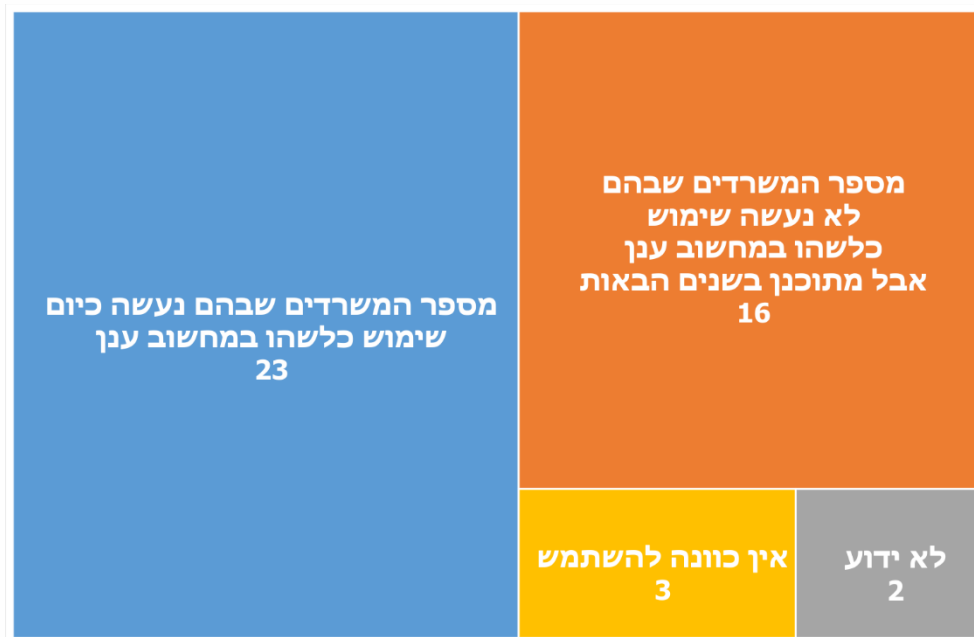 מספר המשרדים שבהם
לא נעשה שימוש
כלשהו במחשוב ענן
אבל מתוכנן בשנים הבאות
16
מספר המשרדים שבהם נעשה כיום
שימוש כלשהו במחשוב ענן
23
לא ידוע
2
אין כוונה להשתמש
3